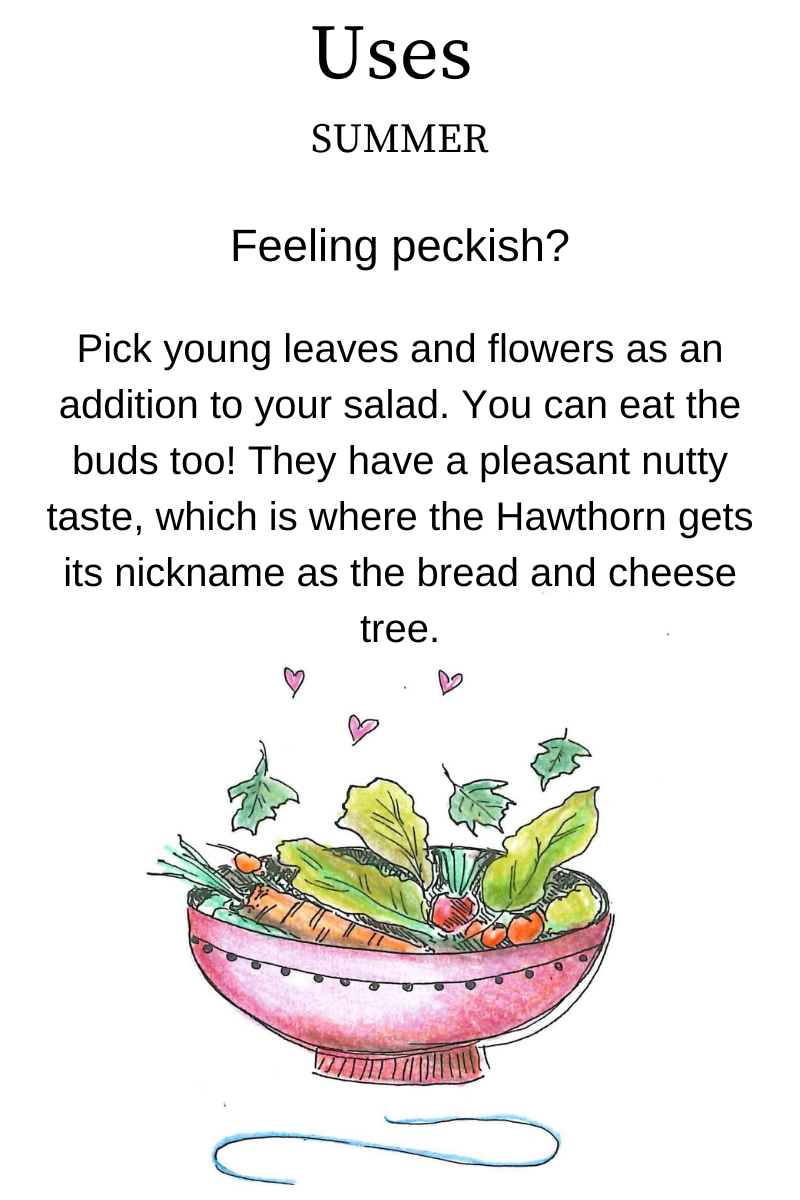 Uses
SUMMER
Feeling peckish?
Pick young leaves and flowers as an
addition to your salad. You can eat the
buds too! They have a pleasant nutty
taste, which is where the Hawthorn gets
its nickname as the bread and cheese
tree.